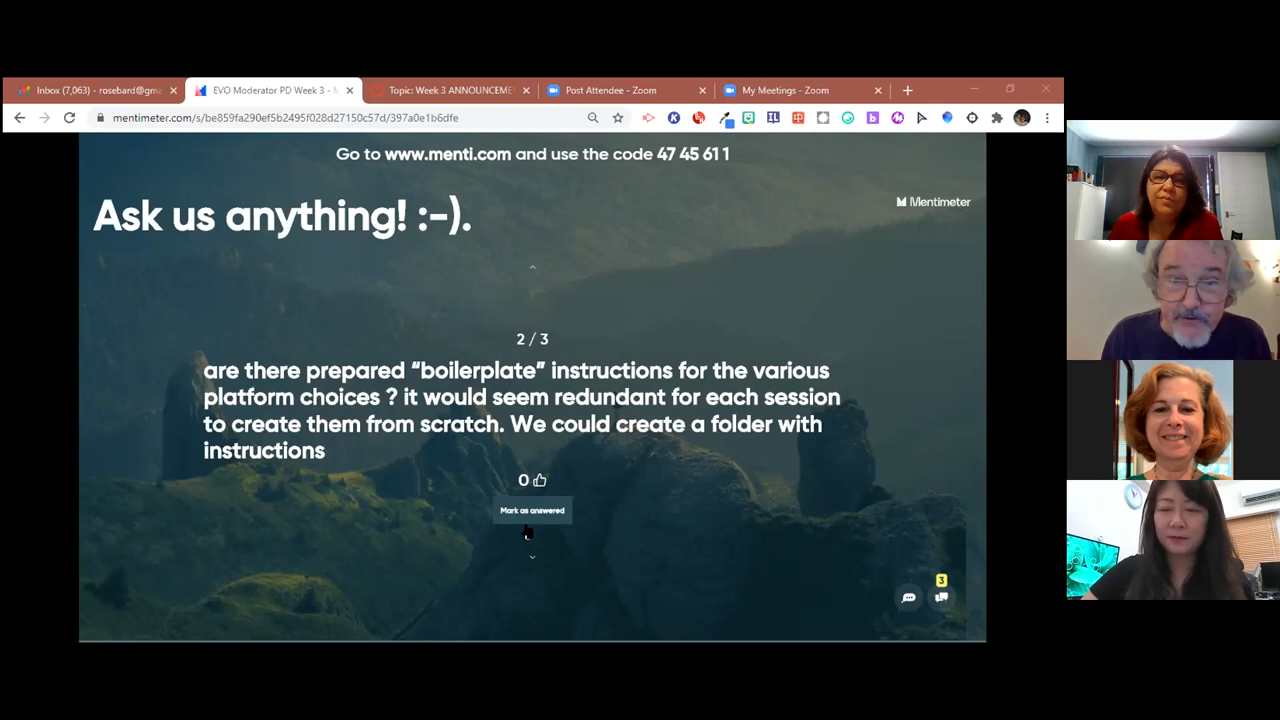 Inbox (7,063) - rosebard@gma
EVO Moderator PD Week 3 - M
Topic: Week 3 ANNOUNCEME
Post Attendee - Zoom
My Meetings - Zoom
mentimeter.com/s/be859fa290ef5b2495f028d27150c57d/397a0e1b6dfe
Go to www.menti.com and use the code 47 45 61 1
Ask us anything! :-).
Mentimeter
2 / 3
are there prepared “boilerplate” instructions for the various
platform choices ? it would seem redundant for each session
to create them from scratch. We could create a folder with
instructions
0
Mark as answered
3